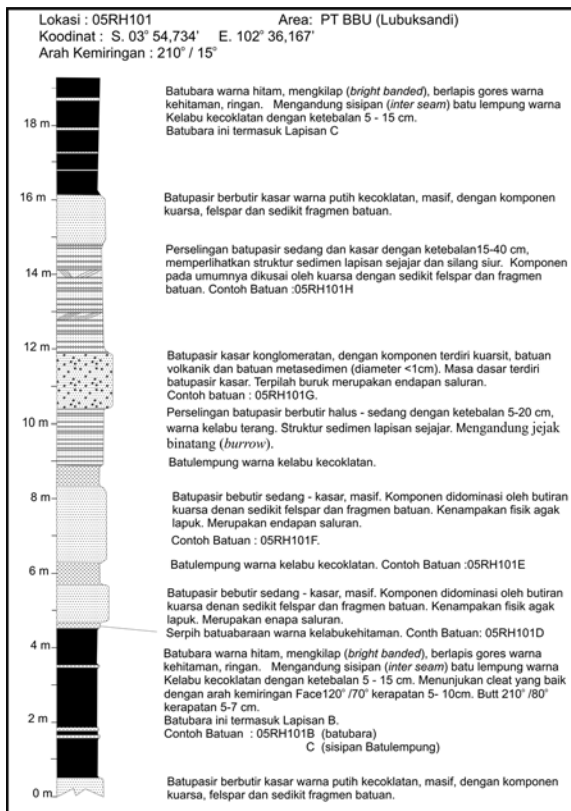 Lokasi : 05RH101 Area: PT BBU (Lubuksandi)
Koodinat : S. 03° 54,734' E. 102° 36,167'
Arah Kemiringan : 210° / 15°
Batubara warna hitam, mengkilap (bright banded), berlapis gores warna
kehitaman, ringan. Mengandung sisipan (inter seam) batu lempung warna
Kelabu kecoklatan dengan ketebalan 5 - 15 cm.
Batubara ini termasuk Lapisan C
18 m
16 m
Batupasir berbutir kasar warna putih kecoklatan, masif, dengan komponen
kuarsa, felspar dan sedikit fragmen batuan.
Perselingan batupasir sedang dan kasar dengan ketebalan15-40 cm,
memperlihatkan struktur sedimen lapisan sejajar dan silang siur. Komponen
pada umumnya dikusai oleh kuarsa dengan sedikit felspar dan fragmen
batuan. Contoh Batuan :05RH101H
14 m
12 m
Batupasir kasar konglomeratan, dengan komponen terdiri kuarsit, batuan
volkanik dan batuan metasedimen (diameter <1cm). Masa dasar terdiri
batupasir kasar. Terpilah buruk merupakan endapan saluran.
Contoh batuan : 05RH101G.
10 m
Perselingan batupasir berbutir halus - sedang dengan ketebalan 5-20 cm,
warna kelabu terang. Struktur sedimen lapisan sejajar. Mengandung jejak
binatang (burrow).
Batulempung warna kelabu kecoklatan.
8 m
Batupasir bebutir sedang - kasar, masif. Komponen didominasi oleh butiran
kuarsa denan sedikit felspar dan fragmen batuan. Kenampakan fisik agak
lapuk. Merupakan endapan saluran.
Contoh Batuan : 05RH101F.
6 m
Batulempung warna kelabu kecoklatan. Contoh Batuan :05RH101E
Batupasir bebutir sedang - kasar, masif. Komponen didominasi oleh butiran
kuarsa denan sedikit felspar dan fragmen batuan. Kenampakan fisik agak
lapuk. Merupakan enapa saluran.
4 m
Serpih batuabaraan warna kelabukehitaman. Conth Batuan: 05RH101D
Batubara warna hitam, mengkilap (bright banded), berlapis gores warna
kehitaman, ringan. Mengandung sisipan (inter seam) batu lempung warna
Kelabu kecoklatan dengan ketebalan 5 - 15 cm. Menunjukan cleat yang baik
dengan arah kemiringan Face120° /70° kerapatan 5- 10cm. Butt 210° /80°
kerapatan 5-7 cm.
Batubara ini termasuk Lapisan B.
Contoh Batuan : 05RH101B (batubara)
C (sisipan Batulempung)
2 m
0 m
Batupasir berbutir kasar warna putih kecoklatan, masif, dengan komponen
kuarsa, felspar dan sedikit fragmen batuan.